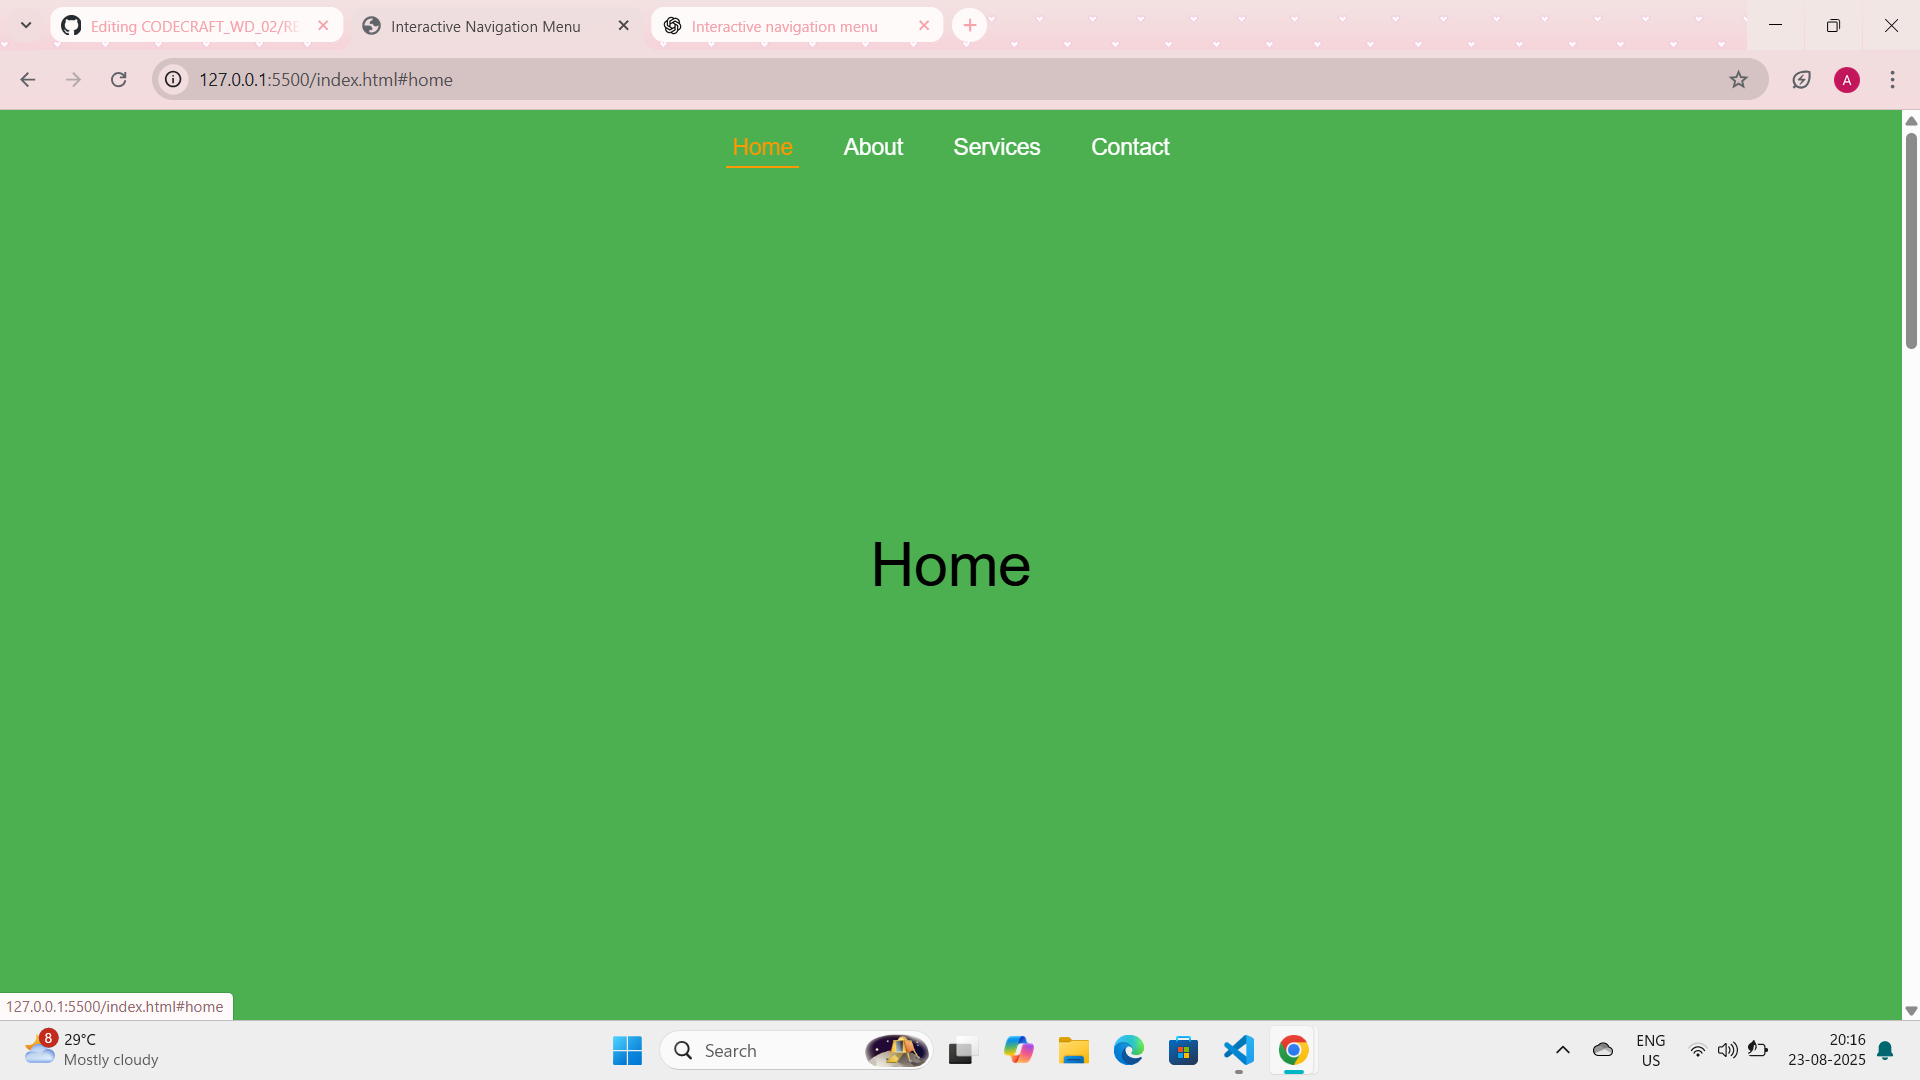 Editing CODECRAFT_WD_02/RE
Interactive Navigation Menu
Interactive navigation menu
127.0.0.1:5500/index.html#home
A
Home
About
Services
Contact
Home
127.0.0.1:5500/index.html#home
8
29°C
Mostly cloudy
Search
ENG
US
20:16
23-08-2025